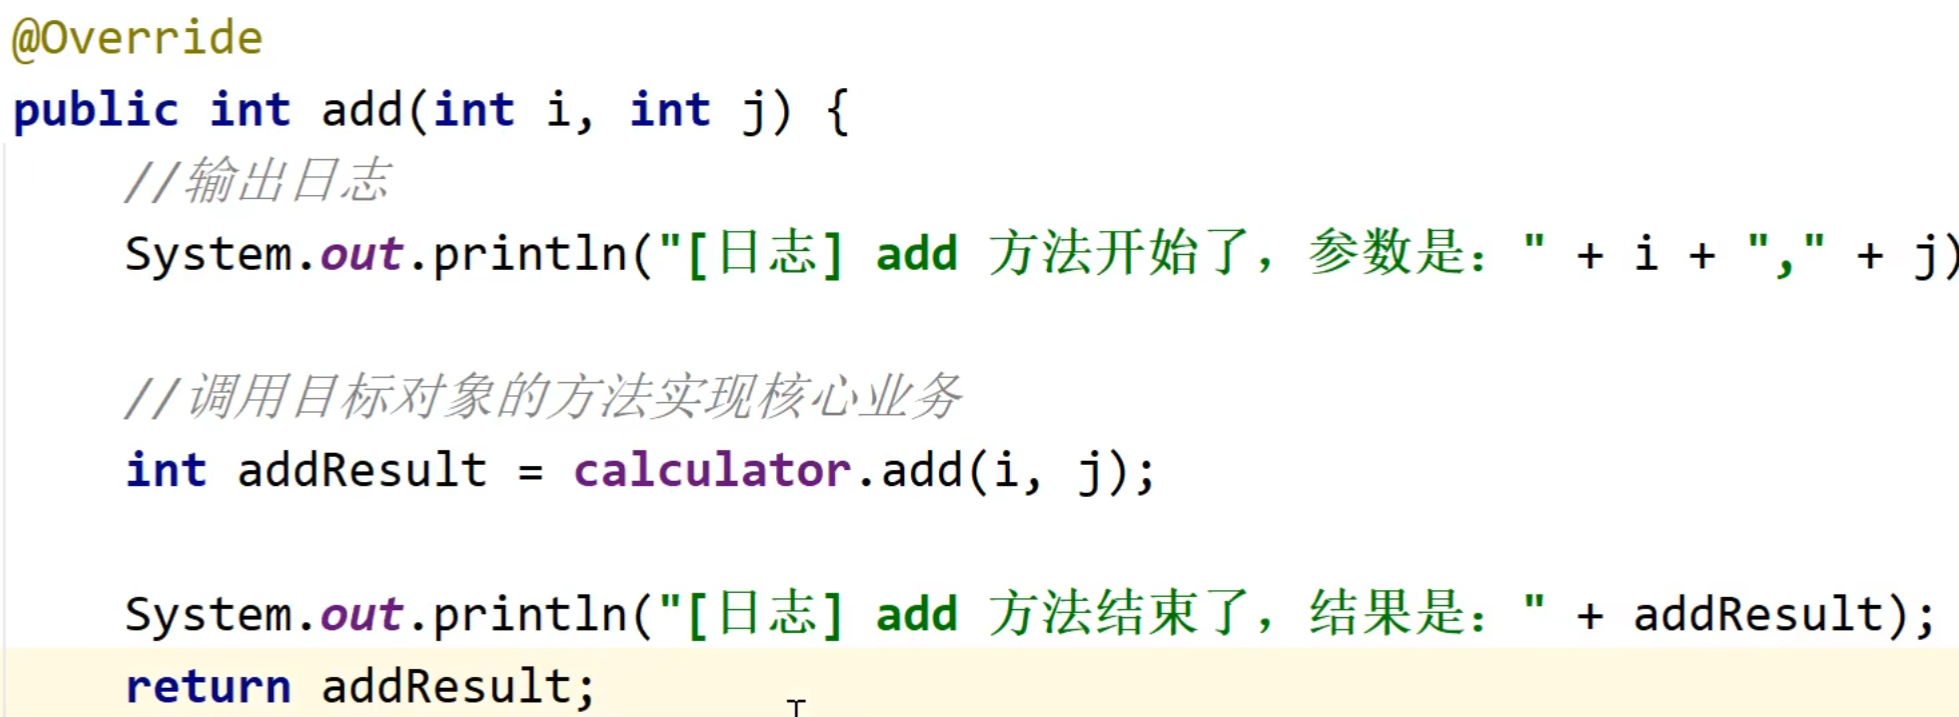 @Override
public int add(int i, int j) {
//输出日志
System.out.println("[日志] add 方法开始了，参数是：" + i + "," + j)
//调用目标对象的方法实现核心业务
int addResult = calculator.add(i, j);
System.out.println("[日志] add 方法结束了，结果是：" + addResult);
return addResult;